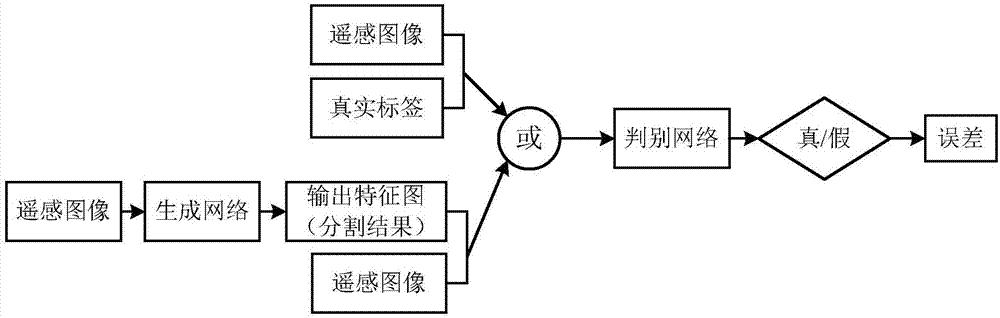 遥感图像
真实标签
或
判别网络
真/假
误差
遥感图像
生成网络
输出特征图
（分割结果）
遥感图像